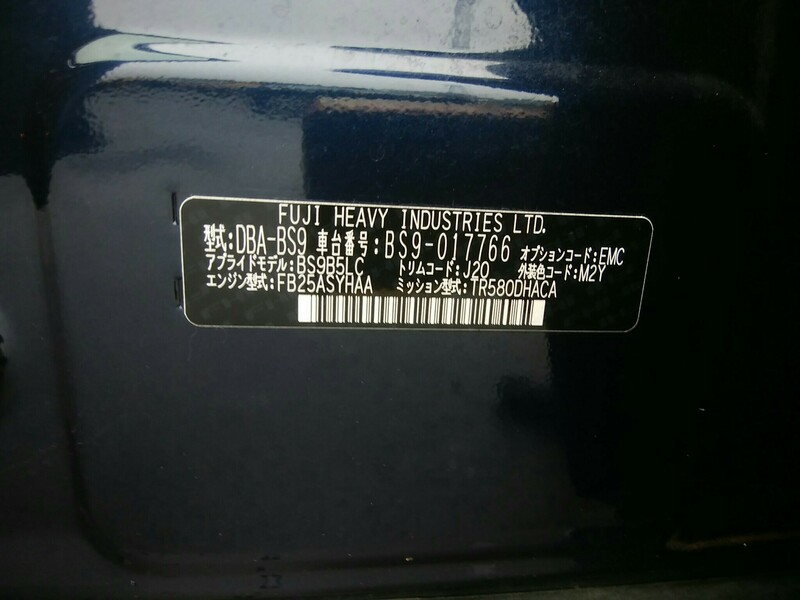 FUJI HEAVY INDUSTRIES LTD.
型式:DBA-BS9 車台番号:BS9-017766 オプションコード:EMC
アプライドモデル:BS9B5LC トリムコード:J20 外装色コード:M2Y
エンジン型式:FB25ASYHAA ミッション型式:TR580DHACA